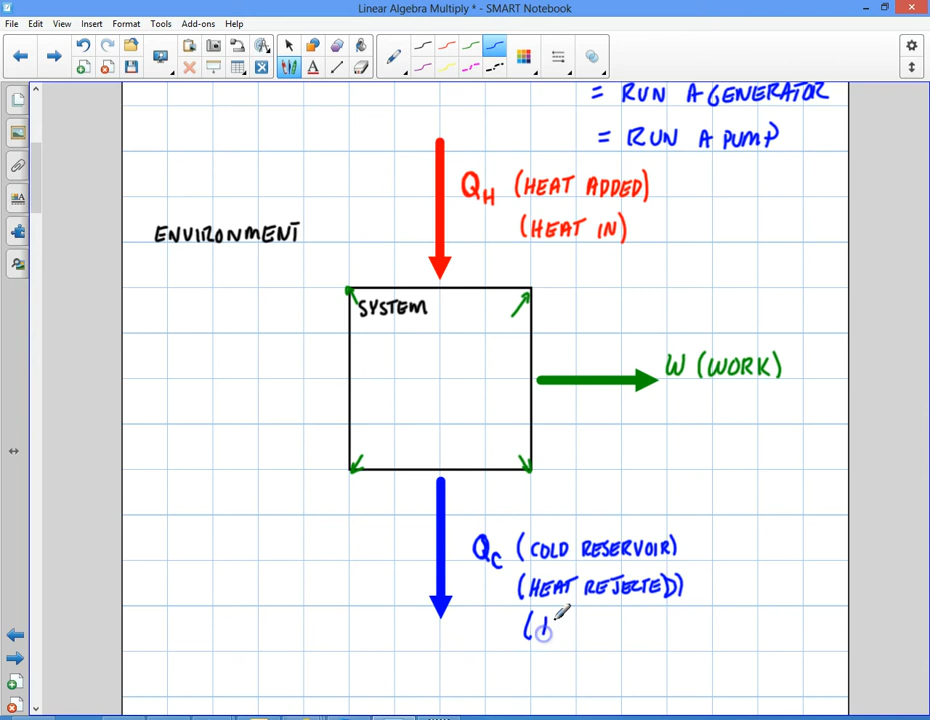 Linear Algebra Multiply * - SMART Notebook
File Edit View Insert Format Tools Add-ons Help
= RUN A GENERATOR
= RUN A PUMP
QH (HEAT ADDED)
(HEAT IN)
ENVIRONMENT
SYSTEM
W (WORK)
QC (COLD RESERVOIR)
(HEAT REJECTED)
(